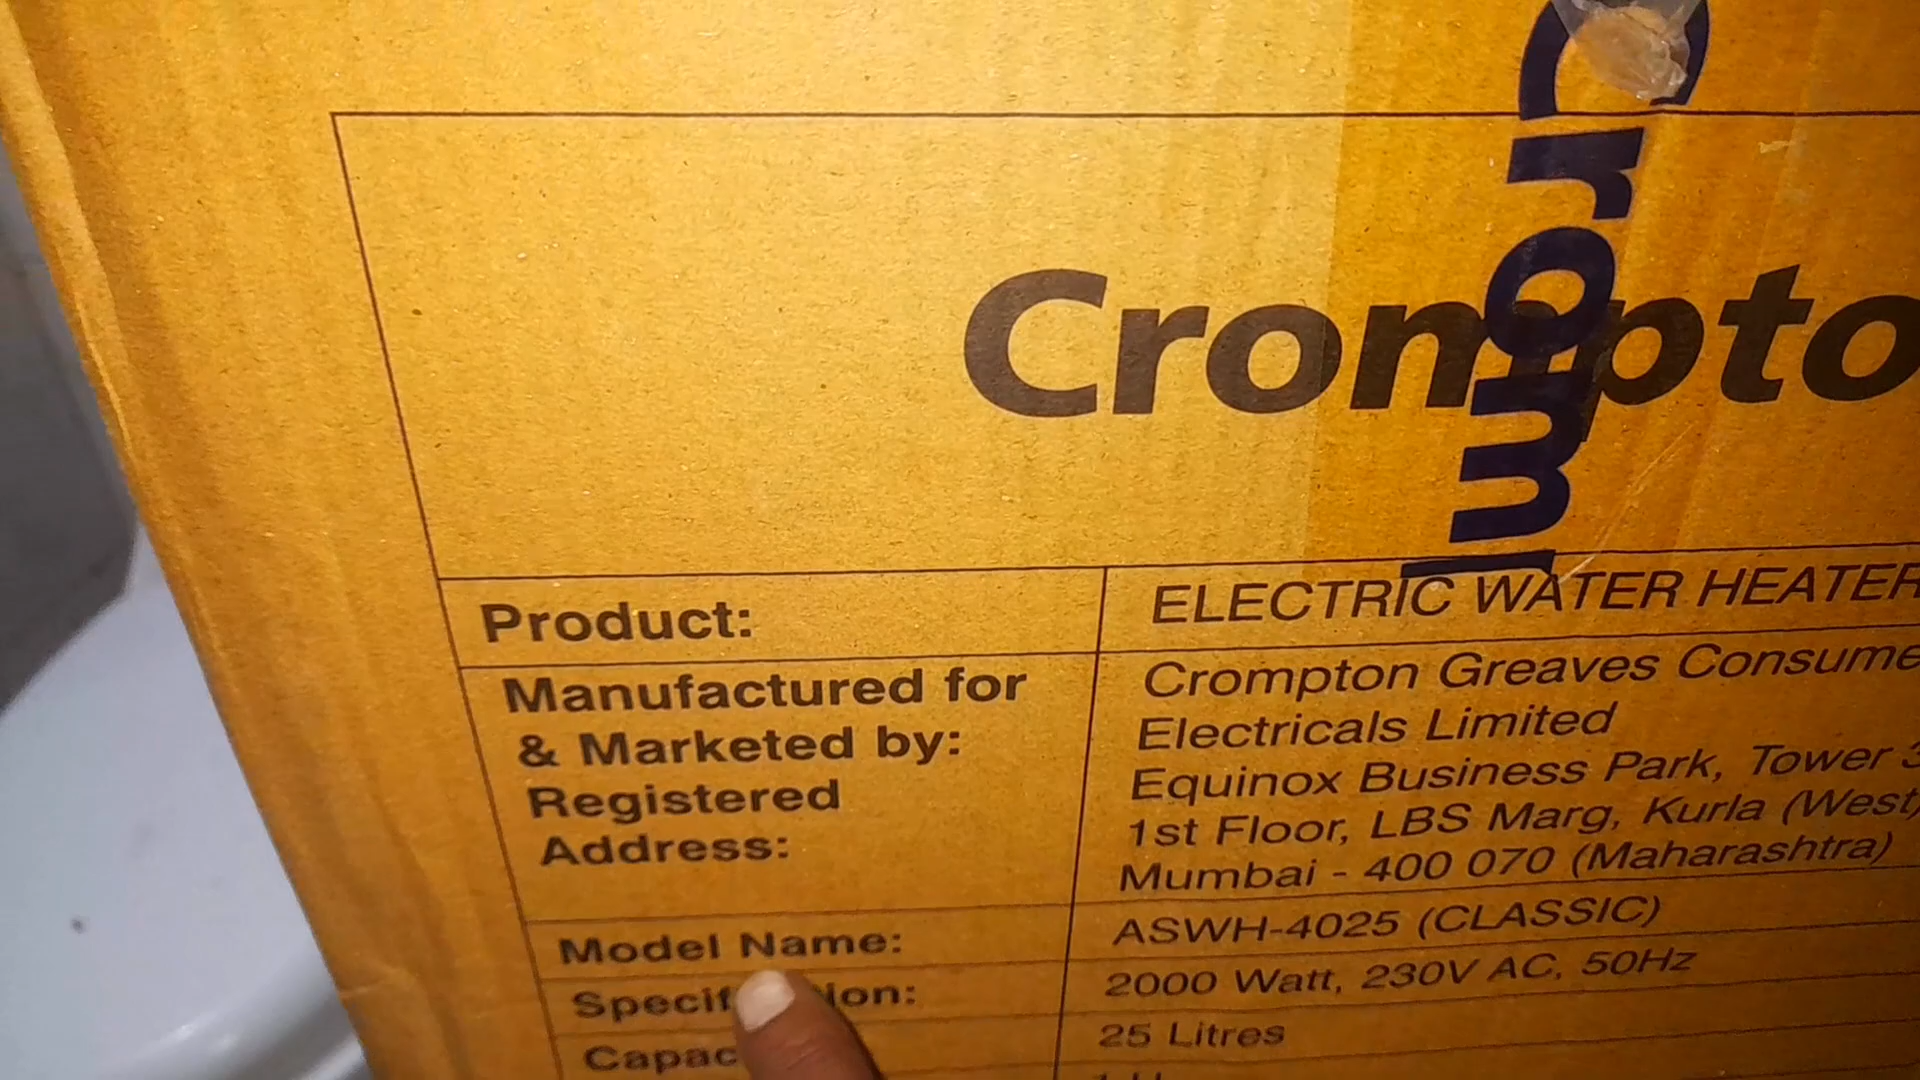 Crom
Crompto
Product: ELECTRIC WATER HEATER
Manufactured for
& Marketed by:
Registered
Address:
Crompton Greaves Consume
Electricals Limited
Equinox Business Park, Tower 3
1st Floor, LBS Marg, Kurla (West)
Mumbai - 400 070 (Maharashtra)
Model Name: ASWH-4025 (CLASSIC)
2000 Watt, 230V AC, 50Hz
25 Litres